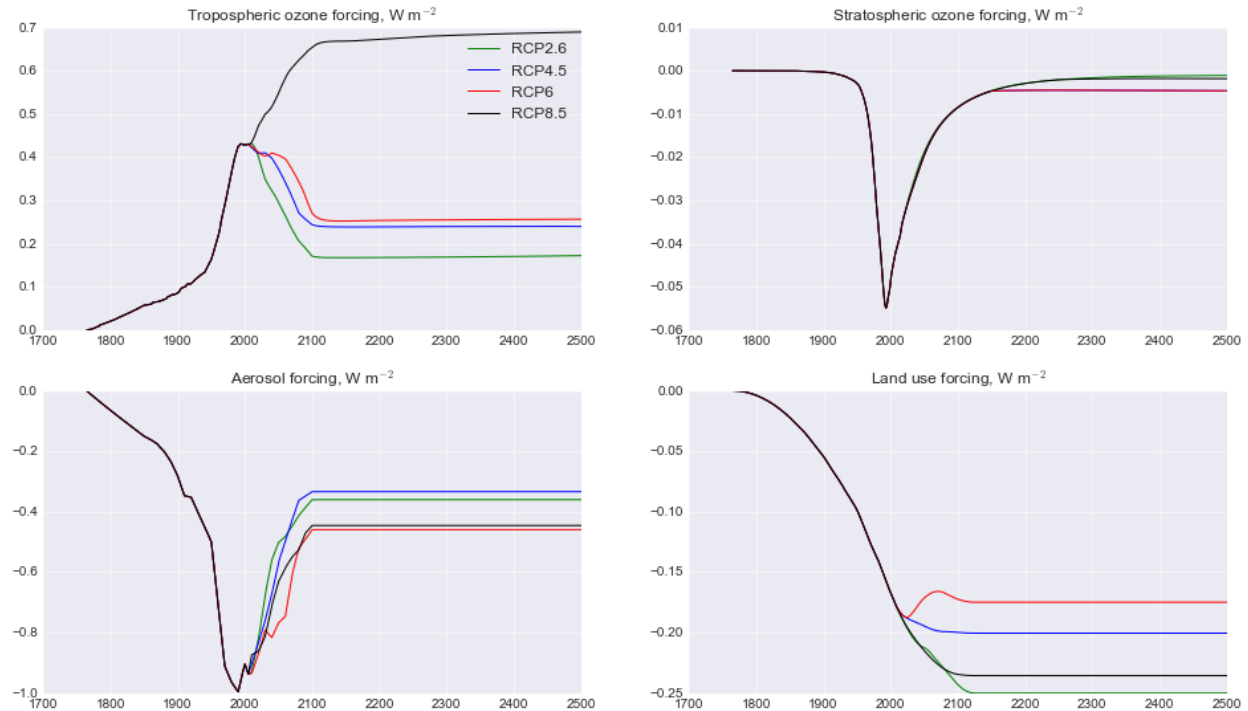 Tropospheric ozone forcing, W m⁻²
0.7
0.6
0.5
0.4
0.3
0.2
0.1
0.0
1700 1800 1900 2000 2100 2200 2300 2400 2500
RCP2.6
RCP4.5
RCP6
RCP8.5
Stratospheric ozone forcing, W m⁻²
0.01
0.00
−0.01
−0.02
−0.03
−0.04
−0.05
−0.06
1700 1800 1900 2000 2100 2200 2300 2400 2500
Aerosol forcing, W m⁻²
0.0
−0.2
−0.4
−0.6
−0.8
−1.0
1700 1800 1900 2000 2100 2200 2300 2400 2500
Land use forcing, W m⁻²
0.00
−0.05
−0.10
−0.15
−0.20
−0.25
1700 1800 1900 2000 2100 2200 2300 2400 2500